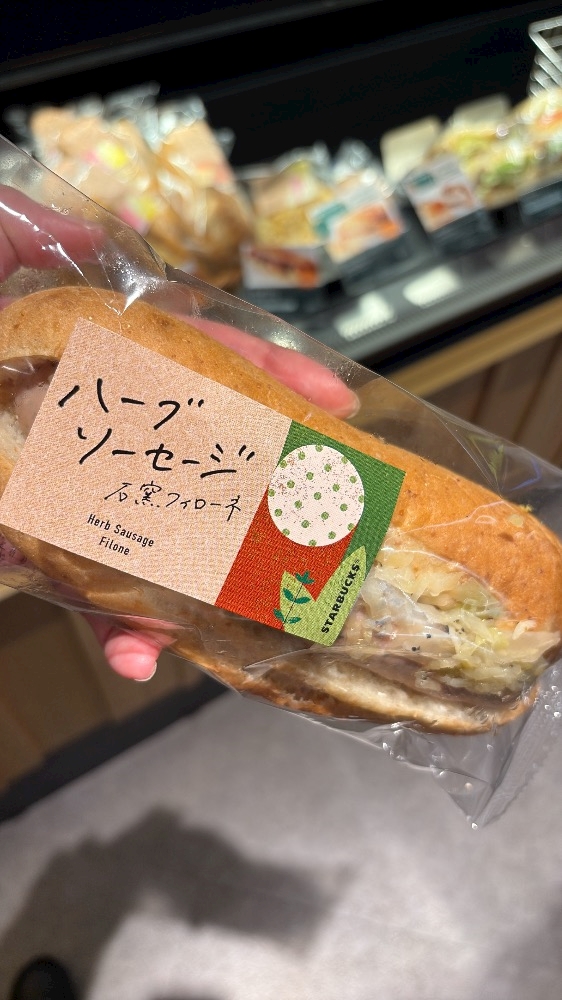 ハーブ
ソーセージ
石窯フィローネ
Herb Sausage
Filone
STARBUCKS